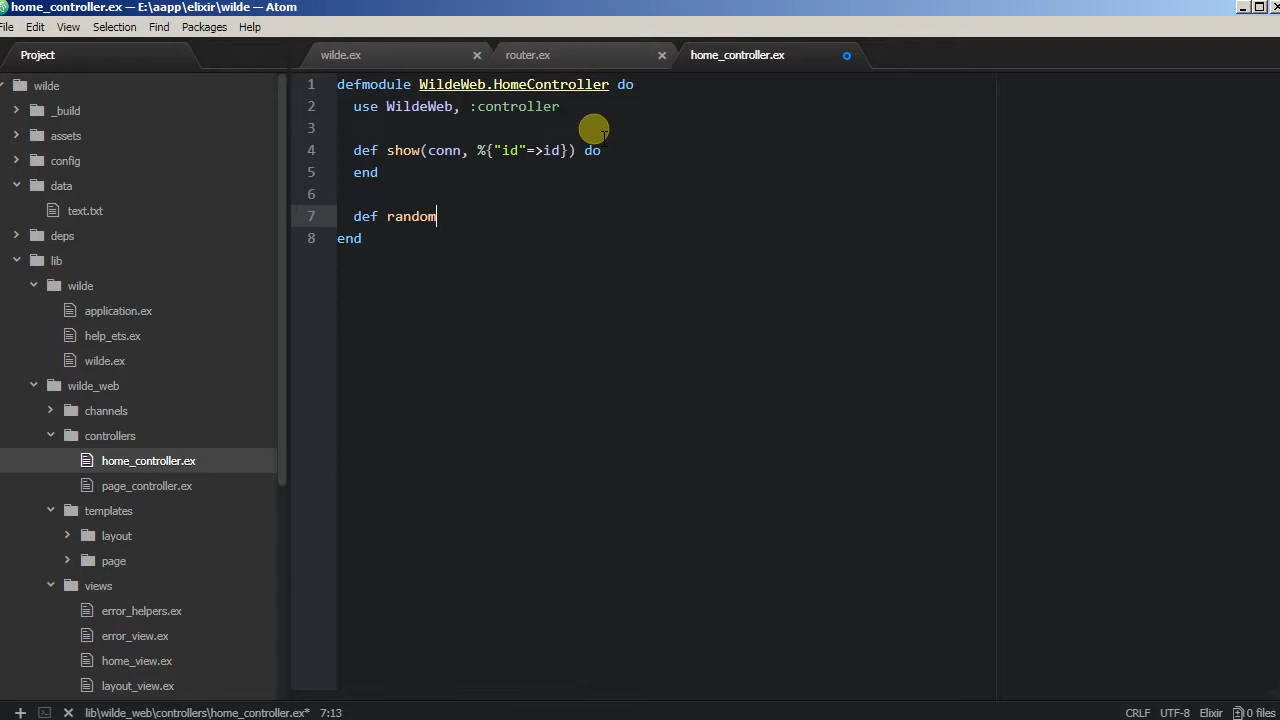 home_controller.ex — E:\aapp\elixir\wilde — Atom
File Edit View Selection Find Packages Help
Project
wilde.ex
router.ex
home_controller.ex
wilde
_build
assets
config
data
text.txt
deps
lib
wilde
application.ex
help_ets.ex
wilde.ex
wilde_web
channels
controllers
home_controller.ex
page_controller.ex
templates
layout
page
views
error_helpers.ex
error_view.ex
home_view.ex
layout_view.ex
1 defmodule WildeWeb.HomeController do
2 use WildeWeb, :controller
3
4 def show(conn, %{"id"=>id}) do
5 end
6
7 def random
8 end
lib\wilde_web\controllers\home_controller.ex* 7:13
CRLF UTF-8 Elixir 0 files